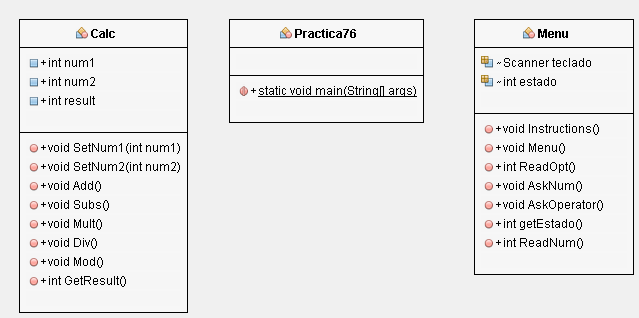 Calc
+int num1
+int num2
+int result
+void SetNum1(int num1)
+void SetNum2(int num2)
+void Add()
+void Subs()
+void Mult()
+void Div()
+void Mod()
+int GetResult()
Practica76
+static void main(String[] args)
Menu
~Scanner teclado
~int estado
+void Instructions()
+void Menu()
+int ReadOpt()
+void AskNum()
+void AskOperator()
+int getEstado()
+int ReadNum()